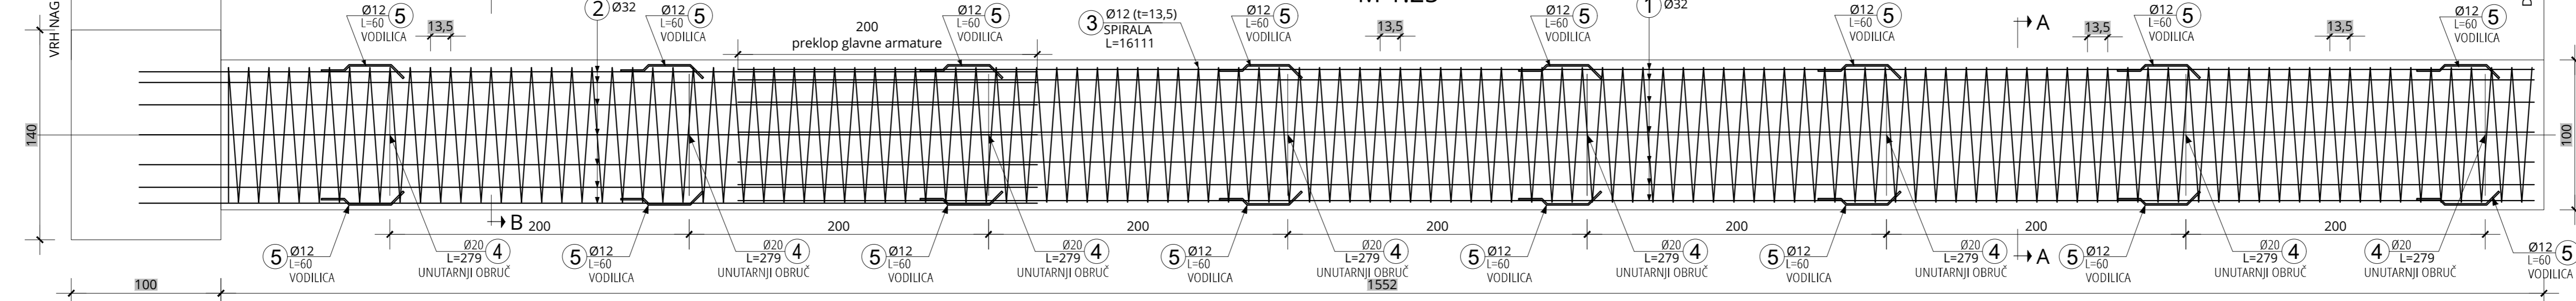 VRH NAG
Ø12 5
L=60
VODILICA
13,5
2 Ø32
Ø12 5
L=60
VODILICA
200
preklop glavne armature
Ø12 5
L=60
VODILICA
3 Ø12 (t=13,5)
SPIRALA
L=16111
Ø12 5
L=60
VODILICA
13,5
Ø12 5
L=60
VODILICA
1 Ø32
Ø12 5
L=60
VODILICA
A
13,5
Ø12 5
L=60
VODILICA
13,5
Ø12 5
L=60
VODILICA
140
100
B
200
200
200
200
200
200
200
5 Ø12
L=60
VODILICA
Ø20 4
L=279
UNUTARNJI OBRUČ
5 Ø12
L=60
VODILICA
Ø20 4
L=279
UNUTARNJI OBRUČ
5 Ø12
L=60
VODILICA
Ø20 4
L=279
UNUTARNJI OBRUČ
5 Ø12
L=60
VODILICA
Ø20 4
L=279
UNUTARNJI OBRUČ
5 Ø12
L=60
VODILICA
Ø20 4
L=279
UNUTARNJI OBRUČ
5 Ø12
L=60
VODILICA
Ø20 4
L=279
UNUTARNJI OBRUČ
A
5 Ø12
L=60
VODILICA
Ø20 4
L=279
UNUTARNJI OBRUČ
4 Ø20
L=279
UNUTARNJI OBRUČ
Ø12 5
L=60
VODILICA
100
1552